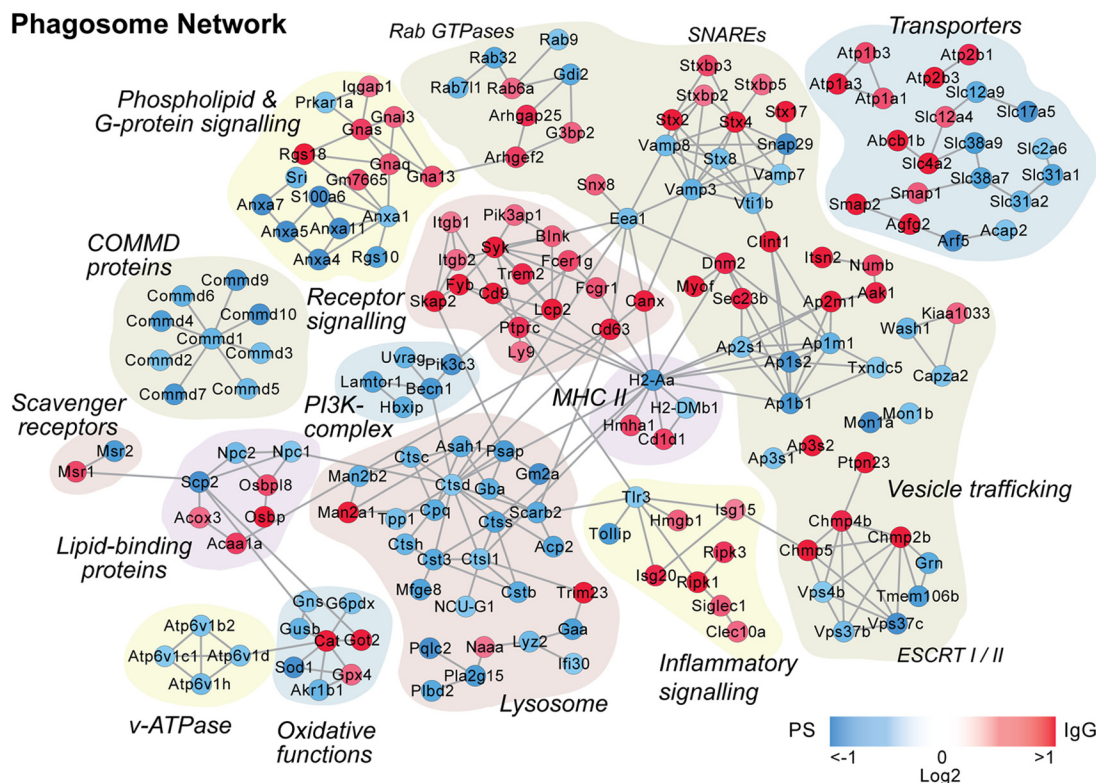 Phagosome Network
Rab GTPases
Rab9
Rab32
Gdi2
Rab7l1
Rab6a
Arhgap25
G3bp2
Arhgef2
SNAREs
Stxbp3
Stxbp2
Stxbp5
Stx2
Stx4
Stx17
Vamp8
Stx8
Snap29
Vamp3
Vamp7
Vti1b
Snx8
Eea1
Transporters
Atp1b3
Atp2b1
Atp1a3
Atp2b3
Atp1a1
Slc12a9
Slc12a4
Slc17a5
Abcb1b
Slc38a9
Slc2a6
Slc4a2
Slc38a7
Slc31a1
Smap1
Smap2
Slc31a2
Agfg2
Arf5
Acap2
Phospholipid &
G-protein signalling
Iqgap1
Prkar1a
Gnai3
Gnas
Rgs18
Gnaq
Gm7665
Gna13
Sri
S100a6
Anxa7
Anxa1
Anxa5
Anxa11
Anxa4
Rgs10
COMMD
proteins
Commd9
Commd6
Commd10
Commd4
Commd1
Commd2
Commd3
Commd7
Commd5
Receptor
signalling
Itgb1
Pik3ap1
Blnk
Syk
Itgb2
Fcer1g
Trem2
Fyb
Cd9
Fcgr1
Skap2
Lcp2
Canx
Ptprc
Cd63
Ly9
PI3K-
complex
Uvrag
Pik3c3
Lamtor1
Becn1
Hbxip
MHC II
H2-Aa
H2-DMb1
Hmha1
Cd1d1
Clint1
Dnm2
Itsn2
Numb
Myof
Sec23b
Aak1
Ap2m1
Kiaa1033
Wash1
Ap2s1
Ap1m1
Ap1s2
Txndc5
Capza2
Ap1b1
Mon1a
Mon1b
Ap3s2
Ap3s1
Ptpn23
Vesicle trafficking
Chmp4b
Chmp2b
Chmp5
Grn
Vps4b
Tmem106b
Vps37b
Vps37c
ESCRT I / II
Scavenger
receptors
Msr2
Msr1
Npc2
Npc1
Scp2
Osbpl8
Acox3
Osbp
Acaa1a
Lipid-binding
proteins
Ctsc
Asah1
Psap
Man2b2
Ctsd
Gm2a
Gba
Man2a1
Tpp1
Cpq
Ctss
Scarb2
Ctsh
Acp2
Cst3
Ctsl1
Mfge8
NCU-G1
Cstb
Trim23
Gaa
Pqlc2
Naaa
Lyz2
Pla2g15
Ifi30
Plbd2
Lysosome
Tlr3
Isg15
Hmgb1
Tollip
Ripk3
Isg20
Ripk1
Siglec1
Clec10a
Inflammatory
signalling
Gns
G6pdx
Gusb
Cat
Got2
Sod1
Gpx4
Akr1b1
Oxidative
functions
Atp6v1b2
Atp6v1c1
Atp6v1d
Atp6v1h
v-ATPase
PS
IgG
<-1
0
>1
Log2